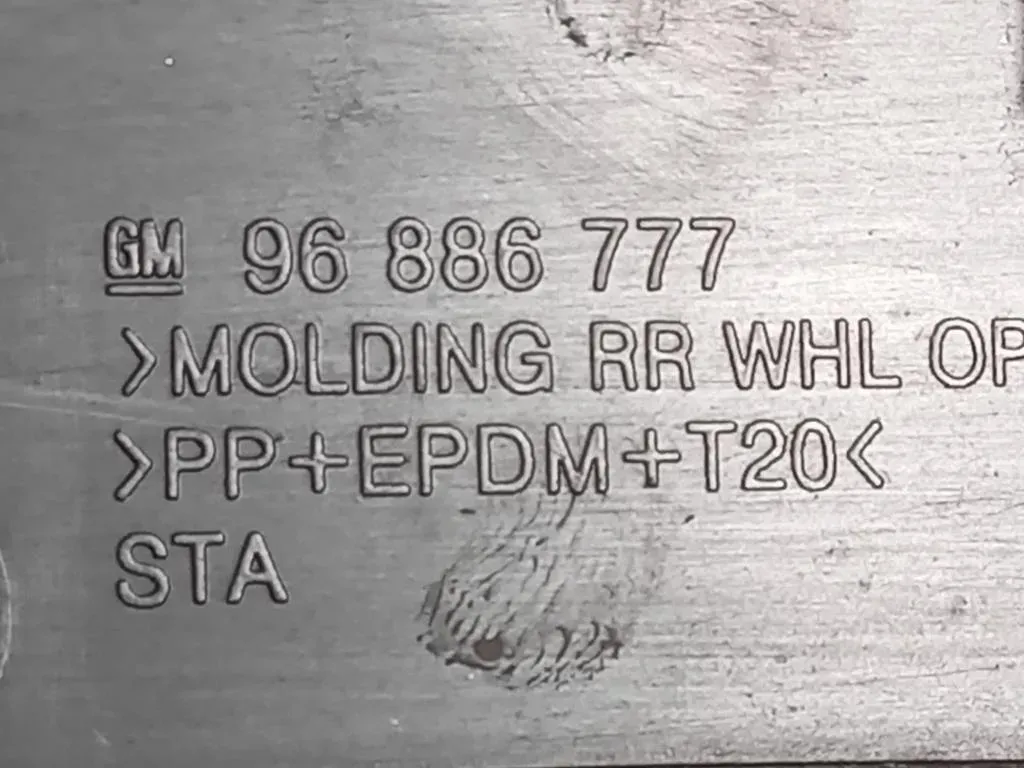 GM 96 886 777
>MOLDING RR WHL OP
>PP+EPDM+T20<
STA